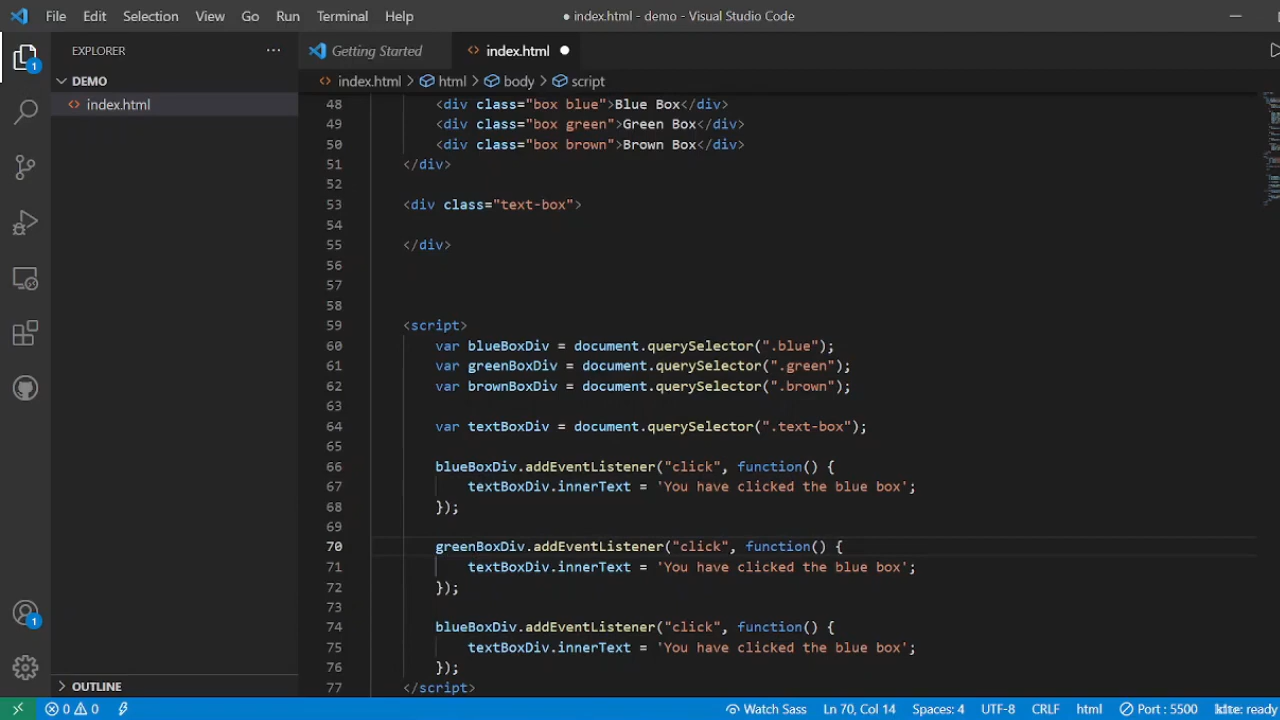 File Edit Selection View Go Run Terminal Help ● index.html - demo - Visual Studio Code
EXPLORER ··· Getting Started <> index.html ●
DEMO <> index.html > html > body > script
<> index.html
48 <div class="box blue">Blue Box</div>
49 <div class="box green">Green Box</div>
50 <div class="box brown">Brown Box</div>
51 </div>
52
53 <div class="text-box">
54
55 </div>
56
57
58
59 <script>
60 var blueBoxDiv = document.querySelector(".blue");
61 var greenBoxDiv = document.querySelector(".green");
62 var brownBoxDiv = document.querySelector(".brown");
63
64 var textBoxDiv = document.querySelector(".text-box");
65
66 blueBoxDiv.addEventListener("click", function() {
67 textBoxDiv.innerText = 'You have clicked the blue box';
68 });
69
70 greenBoxDiv.addEventListener("click", function() {
71 textBoxDiv.innerText = 'You have clicked the blue box';
72 });
73
74 blueBoxDiv.addEventListener("click", function() {
75 textBoxDiv.innerText = 'You have clicked the blue box';
76 });
77 </script>
1
1
OUTLINE
0 0 Watch Sass Ln 70, Col 14 Spaces: 4 UTF-8 CRLF html Port : 5500 ready